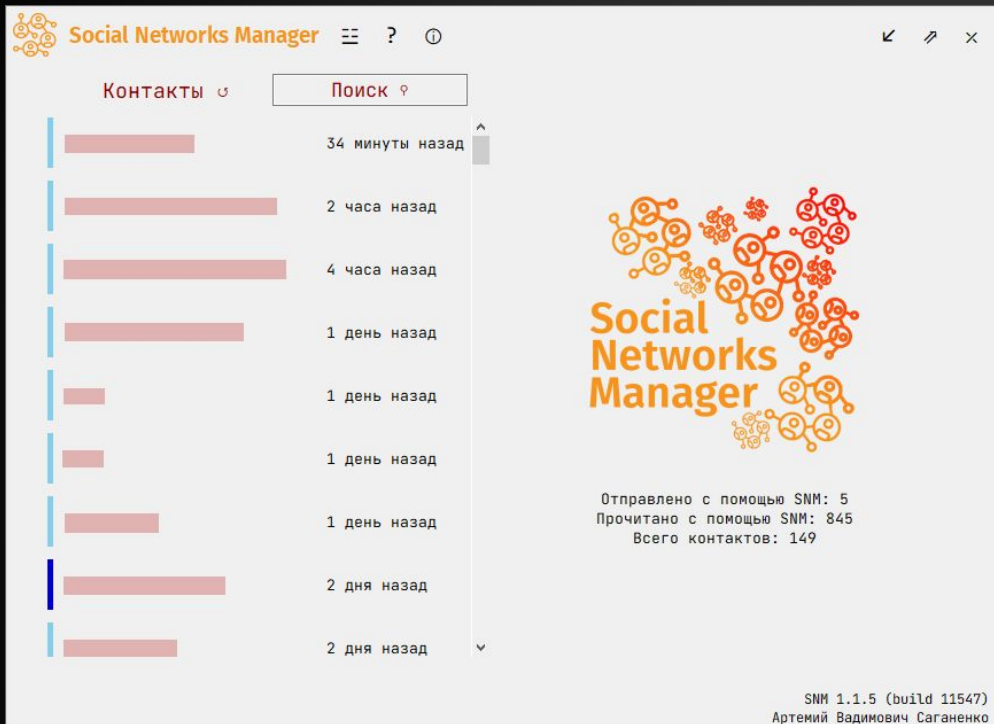 Social Networks Manager ?
Контакты
Поиск
34 минуты назад
2 часа назад
4 часа назад
1 день назад
1 день назад
1 день назад
1 день назад
2 дня назад
2 дня назад
Social
Networks
Manager
Отправлено с помощью SNM: 5
Прочитано с помощью SNM: 845
Всего контактов: 149
SNM 1.1.5 (build 11547)
Артемий Вадимович Саганенко